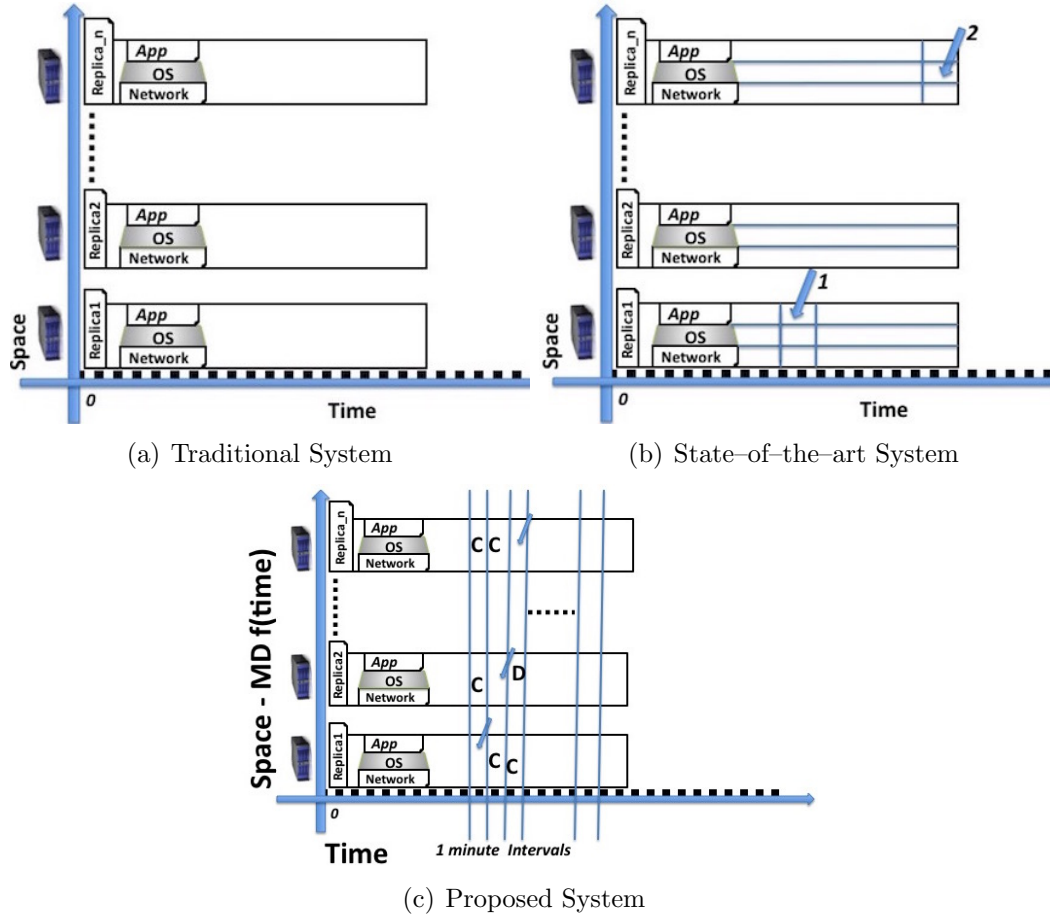 Replica_n
App
OS
Network
Replica2
App
OS
Network
Replica1
App
OS
Network
Space
0
Time
(a) Traditional System
Replica_n
App
OS
Network
2
Replica2
App
OS
Network
1
Replica1
App
OS
Network
Space
0
Time
(b) State–of–the–art System
Replica_n
App
OS
Network
C C
Replica2
App
OS
Network
C
D
Replica1
App
OS
Network
C C
Space - MD f(time)
0
Time
1 minute Intervals
(c) Proposed System